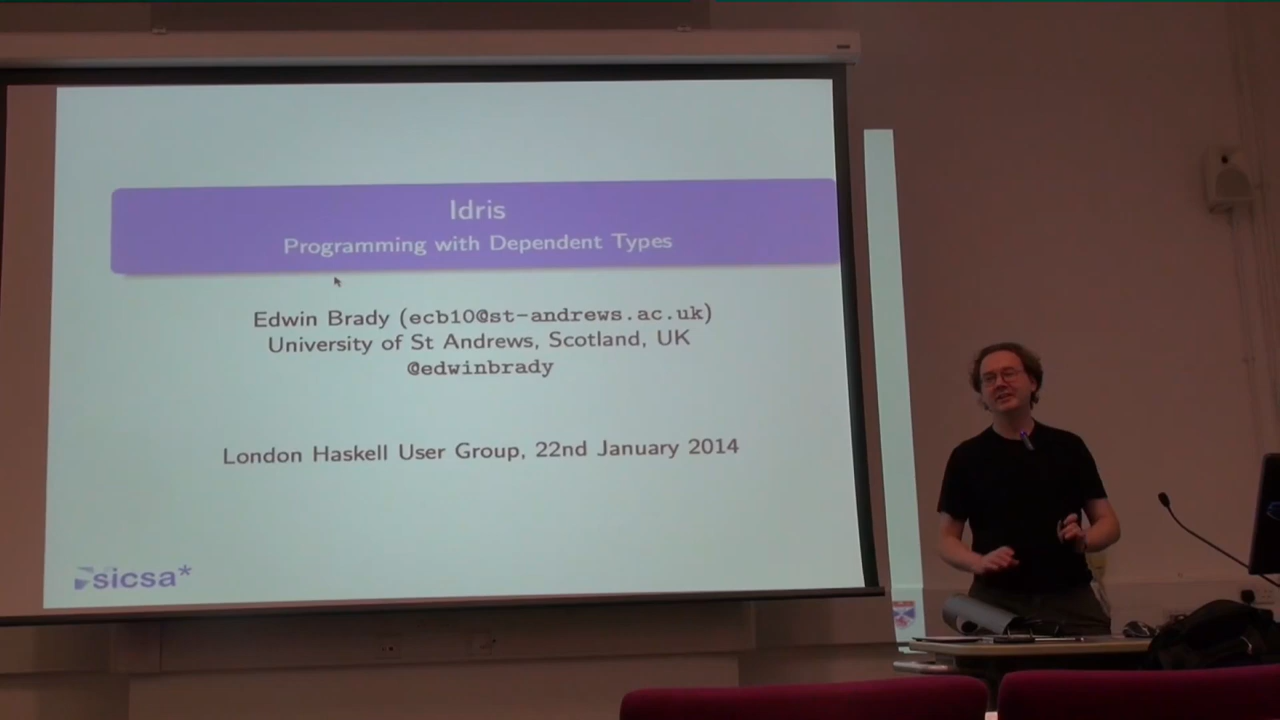 Idris
Programming with Dependent Types
Edwin Brady (ecb10@st-andrews.ac.uk)
University of St Andrews, Scotland, UK
@edwinbrady
London Haskell User Group, 22nd January 2014
sicsa*